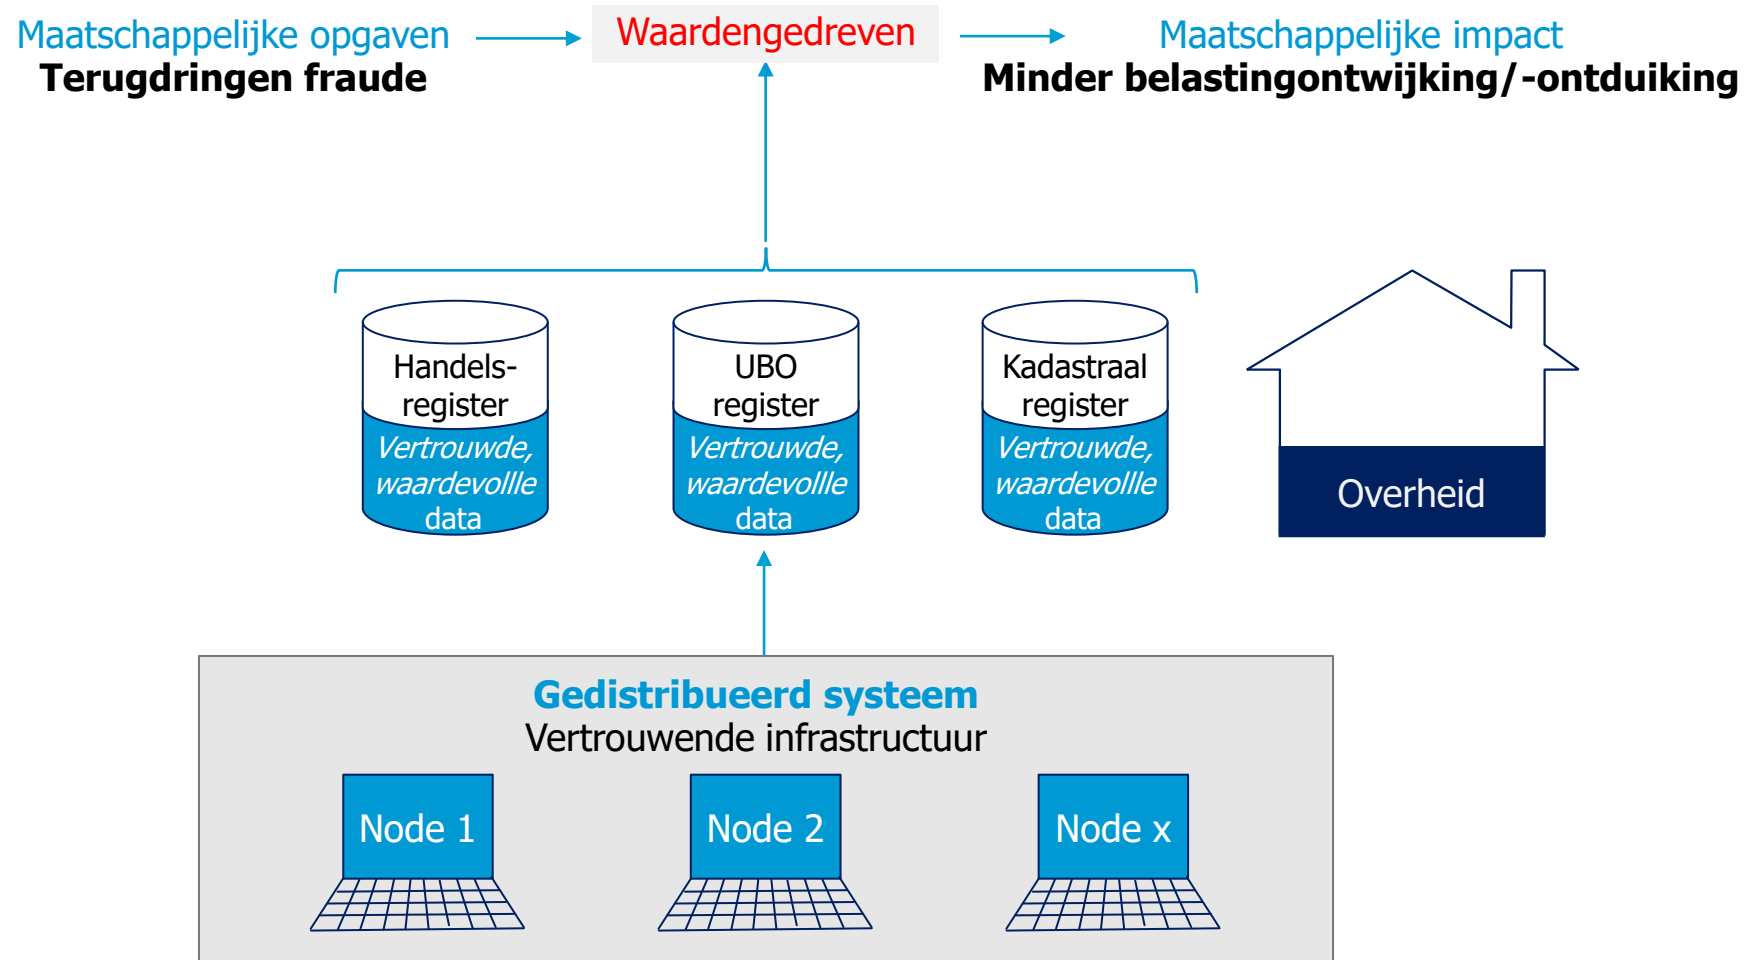 Maatschappelijke opgaven
Terugdringen fraude
Waardengedreven
Maatschappelijke impact
Minder belastingontwijking/-ontduiking
Handels-
register
Vertrouwde,
waardevollle
data
UBO
register
Vertrouwde,
waardevollle
data
Kadastraal
register
Vertrouwde,
waardevollle
data
Overheid
Gedistribueerd systeem
Vertrouwende infrastructuur
Node 1
Node 2
Node x